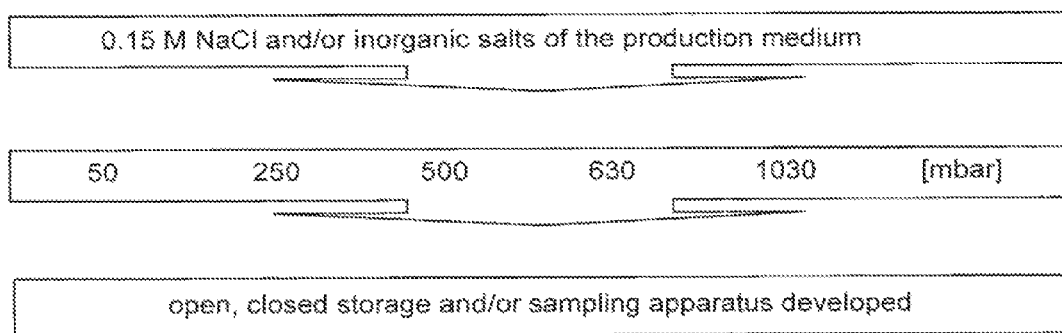 0.15 M NaCl and/or inorganic salts of the production medium
50 250 500 630 1030 [mbar]
open, closed storage and/or sampling apparatus developed